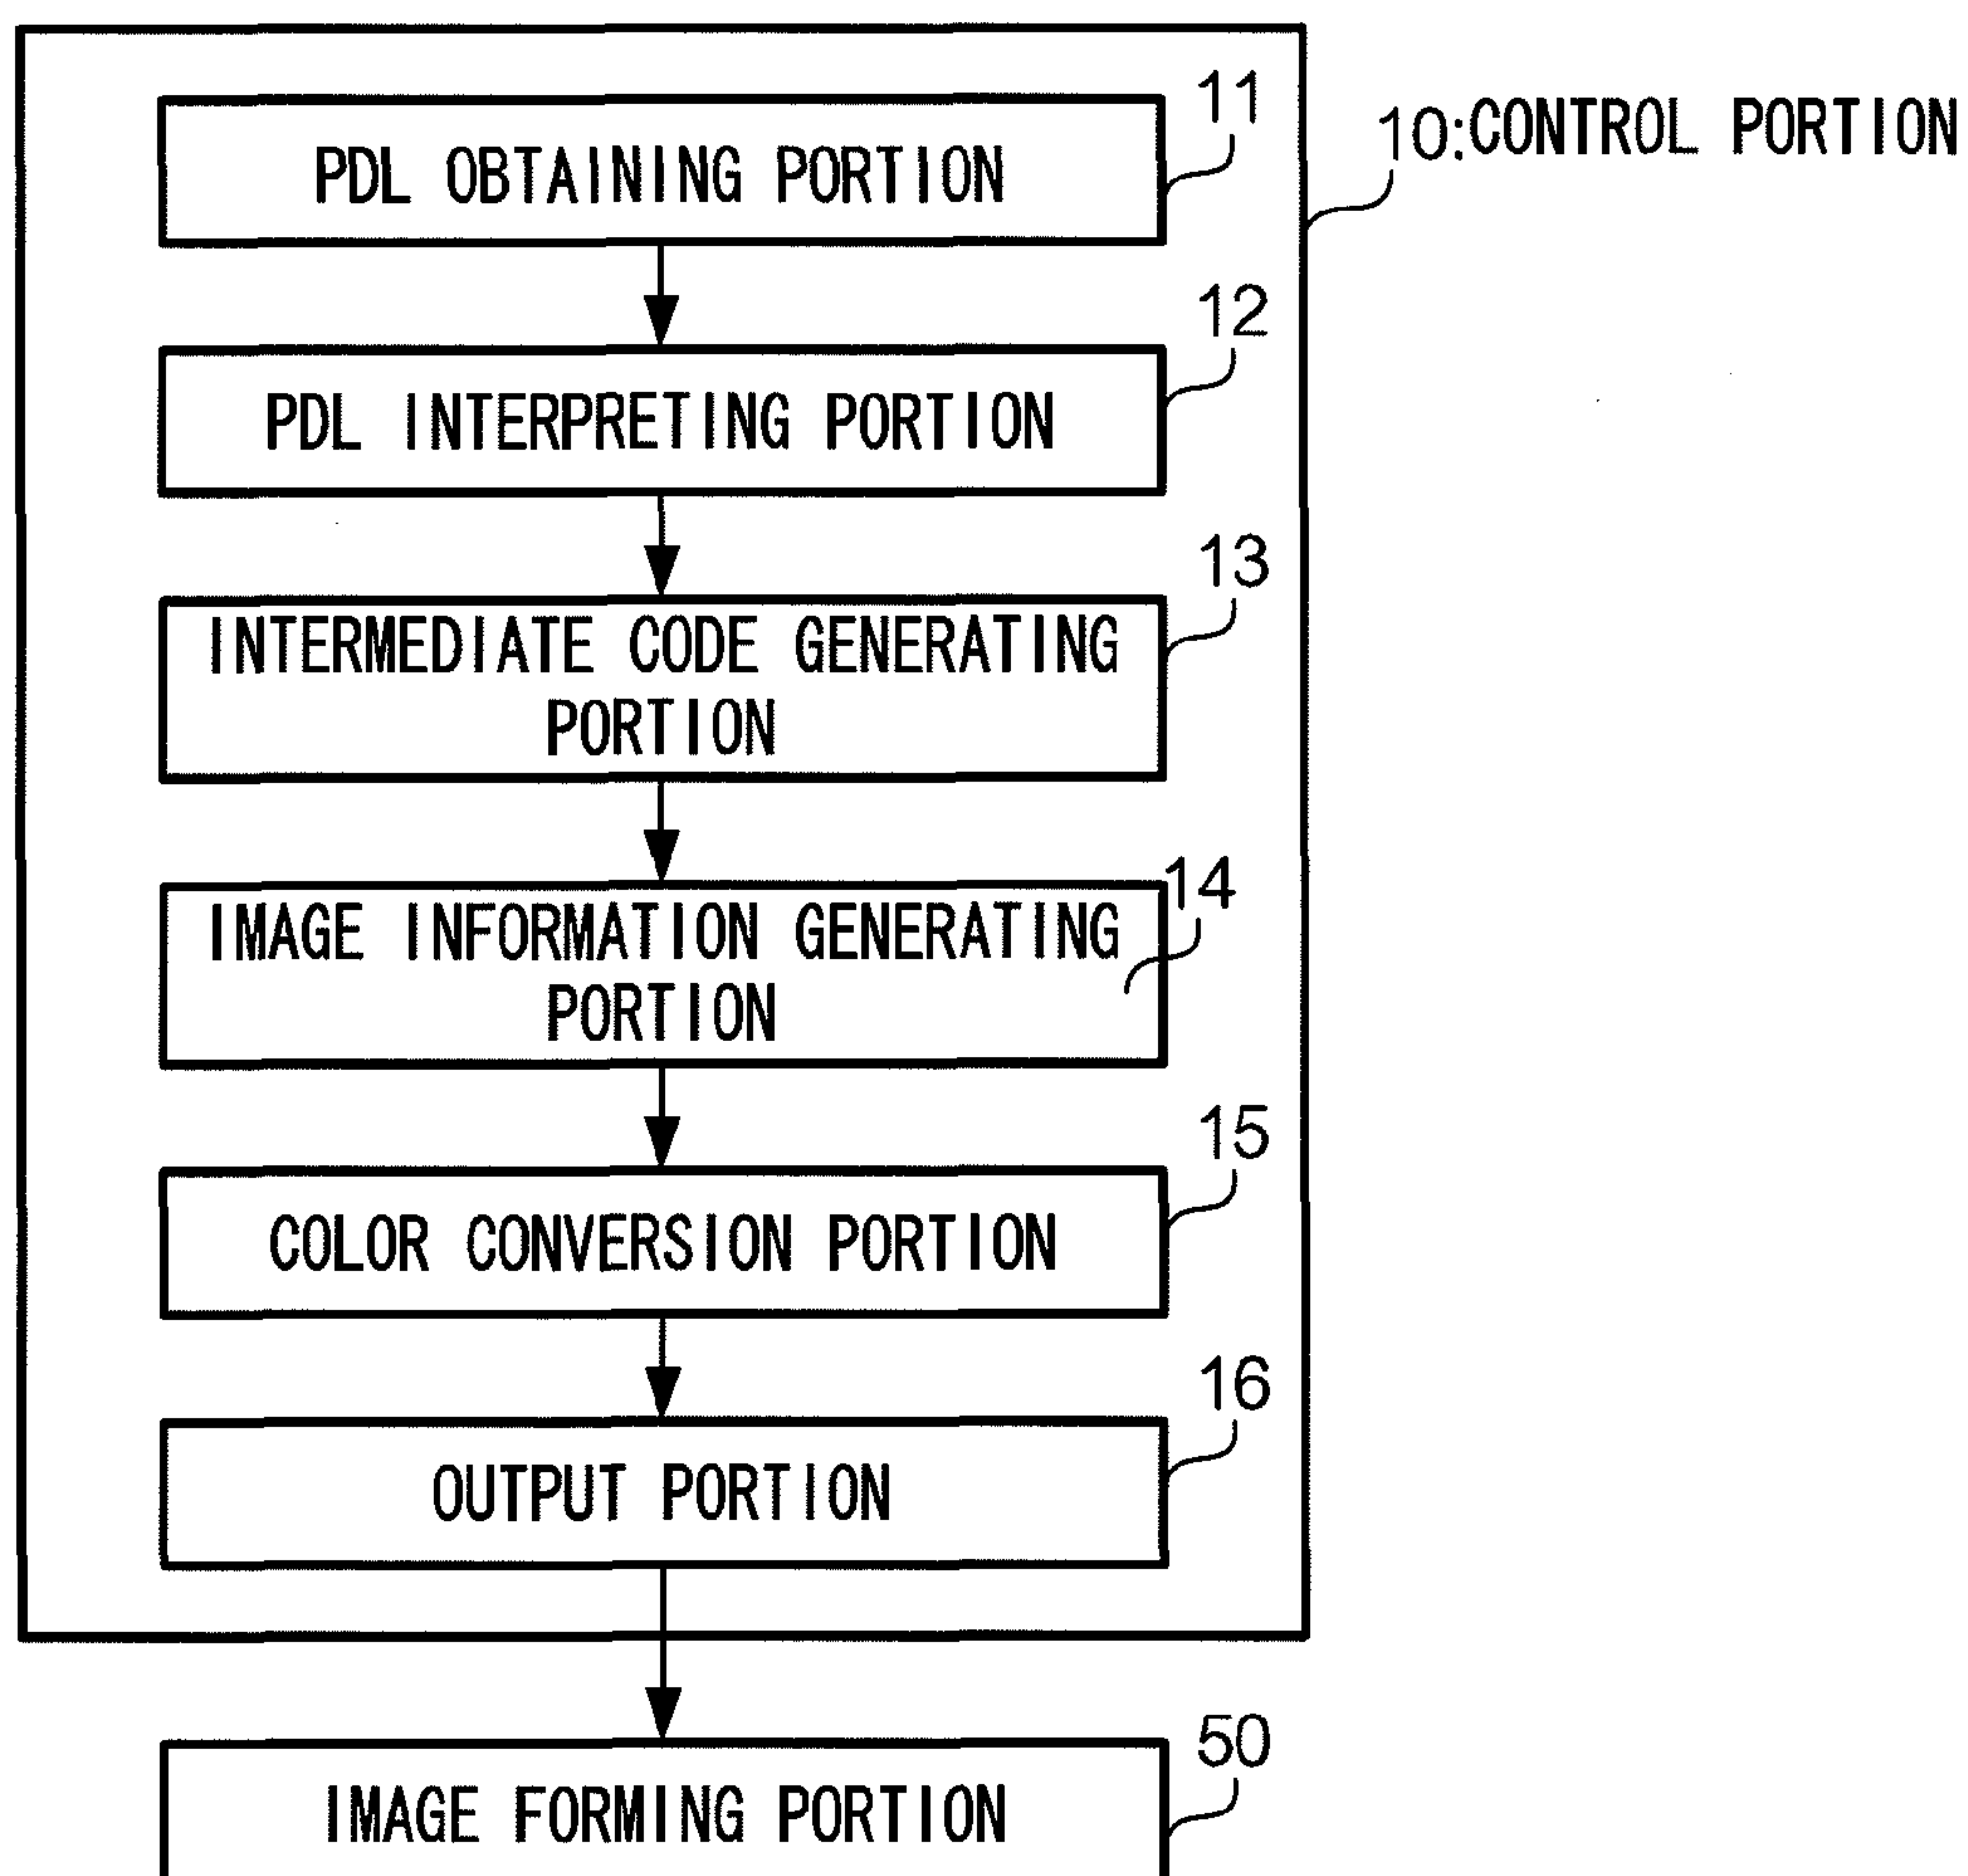 11
PDL OBTAINING PORTION
10:CONTROL PORTION
12
PDL INTERPRETING PORTION
13
INTERMEDIATE CODE GENERATING
PORTION
14
IMAGE INFORMATION GENERATING
PORTION
15
COLOR CONVERSION PORTION
16
OUTPUT PORTION
50
IMAGE FORMING PORTION